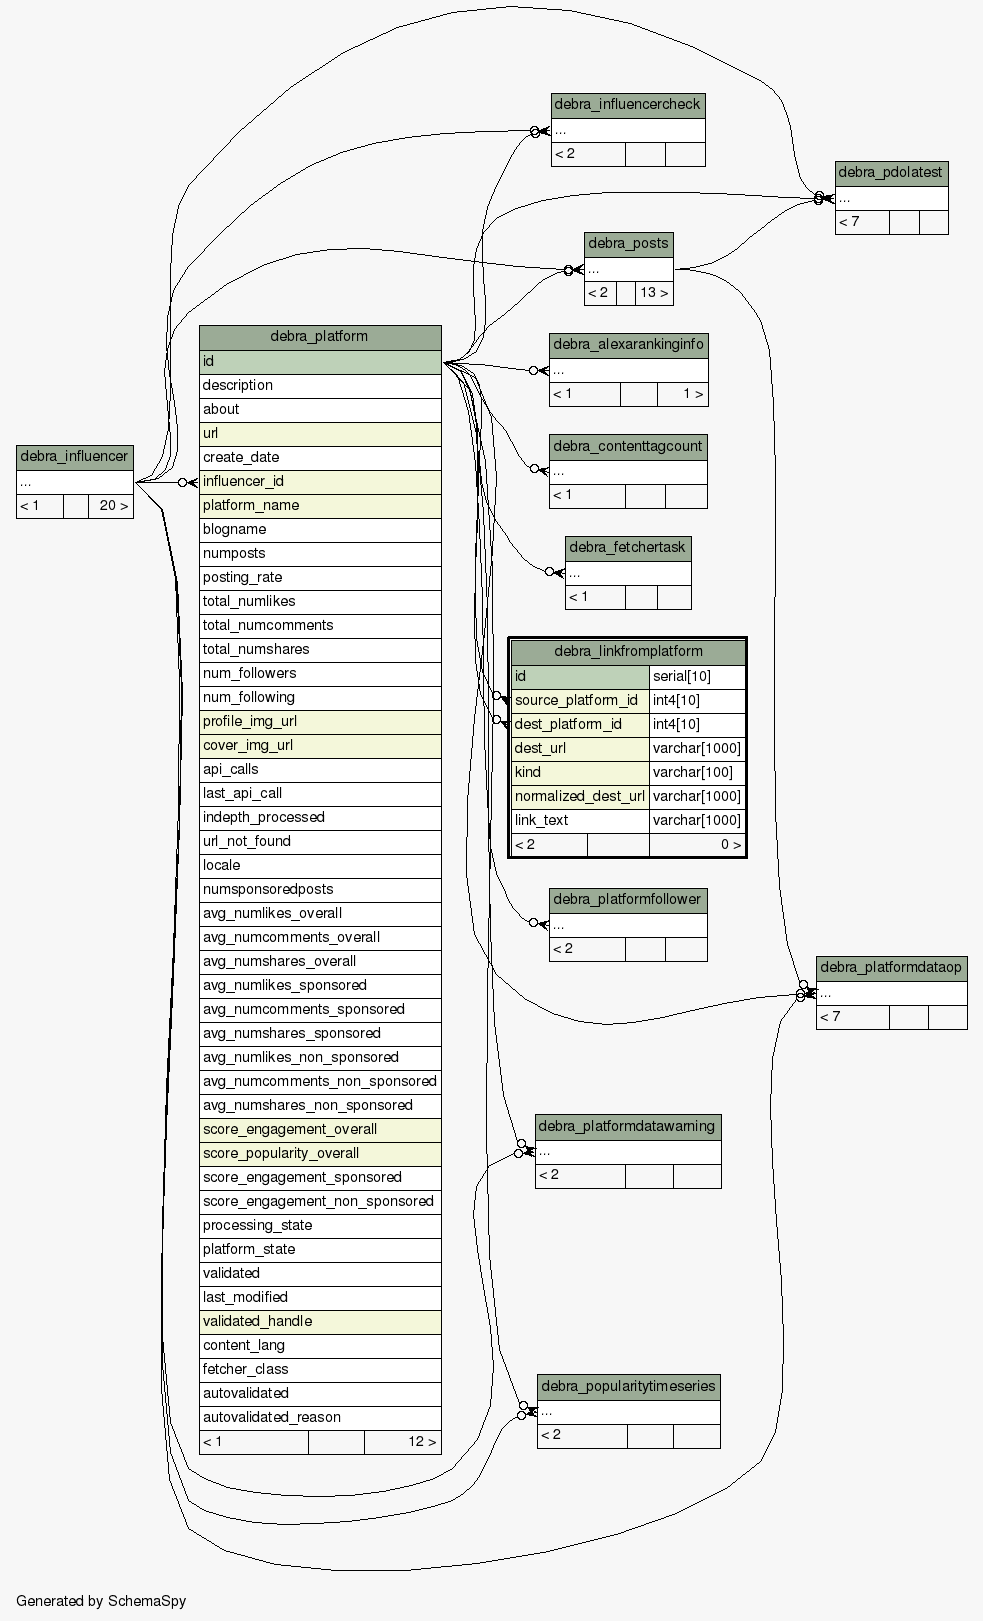 debra_influencercheck
...
< 2
debra_pdolatest
...
< 7
debra_posts
...
< 2 13 >
debra_platform
id
description
about
url
create_date
influencer_id
platform_name
blogname
numposts
posting_rate
total_numlikes
total_numcomments
total_numshares
num_followers
num_following
profile_img_url
cover_img_url
api_calls
last_api_call
indepth_processed
url_not_found
locale
numsponsoredposts
avg_numlikes_overall
avg_numcomments_overall
avg_numshares_overall
avg_numlikes_sponsored
avg_numcomments_sponsored
avg_numshares_sponsored
avg_numlikes_non_sponsored
avg_numcomments_non_sponsored
avg_numshares_non_sponsored
score_engagement_overall
score_popularity_overall
score_engagement_sponsored
score_engagement_non_sponsored
processing_state
platform_state
validated
last_modified
validated_handle
content_lang
fetcher_class
autovalidated
autovalidated_reason
< 1 12 >
debra_influencer
...
< 1 20 >
debra_alexarankinginfo
...
< 1 1 >
debra_contenttagcount
...
< 1
debra_fetchertask
...
< 1
debra_linkfromplatform
id serial[10]
source_platform_id int4[10]
dest_platform_id int4[10]
dest_url varchar[1000]
kind varchar[100]
normalized_dest_url varchar[1000]
link_text varchar[1000]
< 2 0 >
debra_platformfollower
...
< 2
debra_platformdataop
...
< 7
debra_platformdatawarning
...
< 2
debra_popularitytimeseries
...
< 2
Generated by SchemaSpy